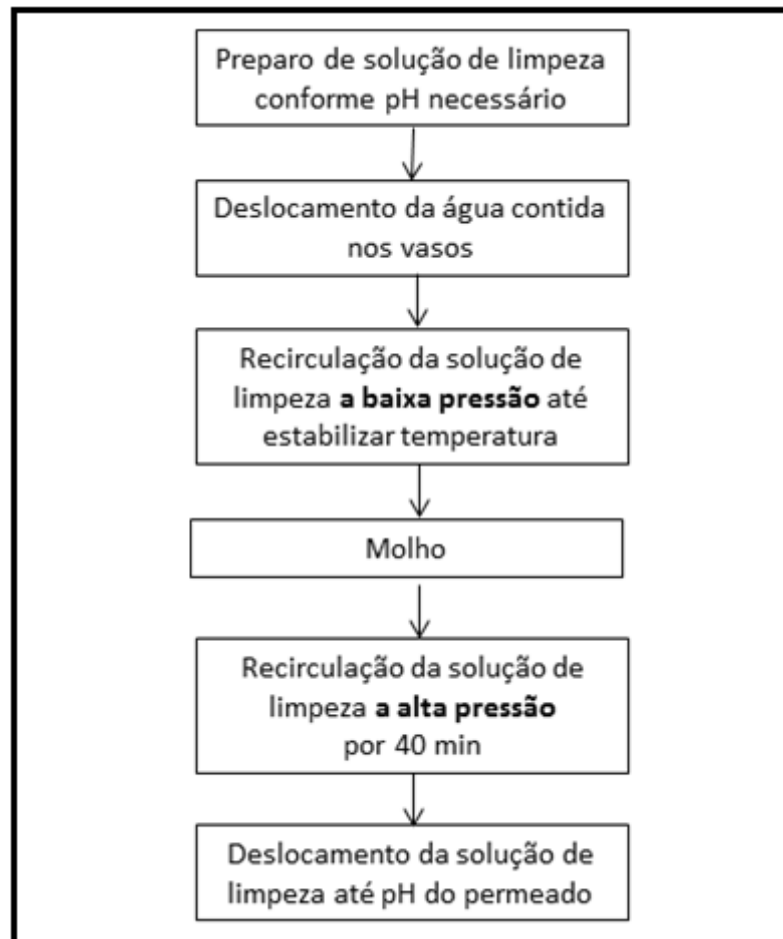 Preparo de solução de limpeza
conforme pH necessário
Deslocamento da água contida
nos vasos
Recirculação da solução de
limpeza a baixa pressão até
estabilizar temperatura
Molho
Recirculação da solução de
limpeza a alta pressão
por 40 min
Deslocamento da solução de
limpeza até pH do permeado